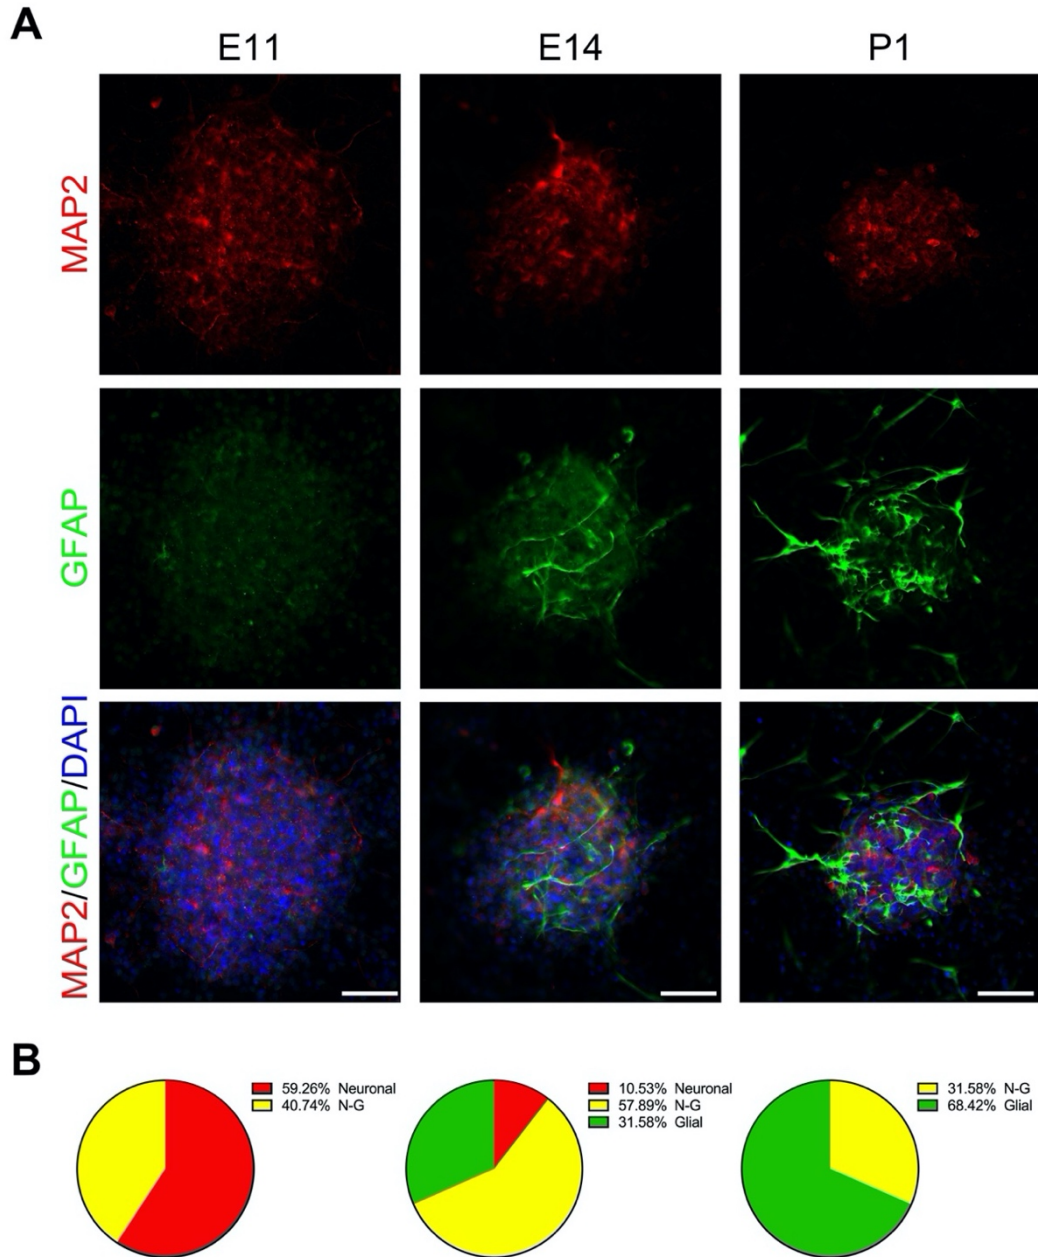 A
E11 E14 P1
MAP2
GFAP
MAP2/GFAP/DAPI
B
59.26% Neuronal
40.74% N-G
10.53% Neuronal
57.89% N-G
31.58% Glial
31.58% N-G
68.42% Glial